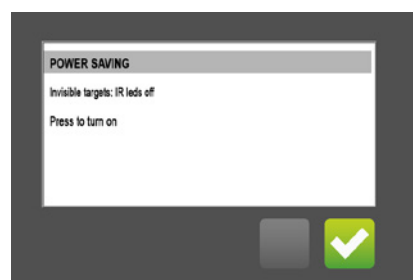 POWER SAVING
Invisible targets: IR leds off
Press to turn on